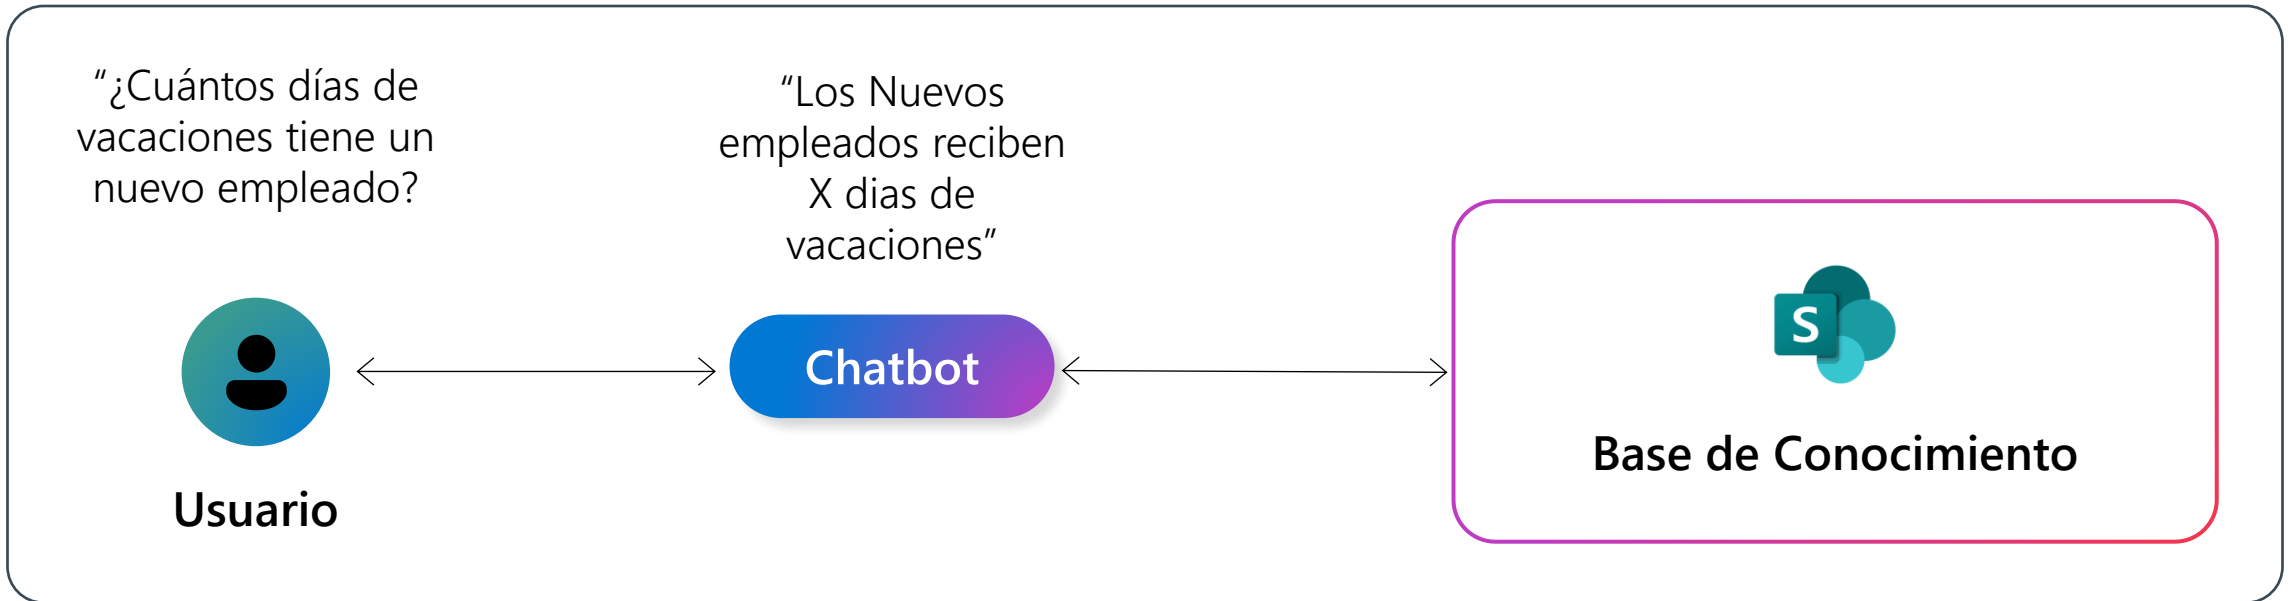 “¿Cuántos días de
vacaciones tiene un
nuevo empleado?
“Los Nuevos
empleados reciben
X dias de
vacaciones”
Usuario
Chatbot
S
Base de Conocimiento